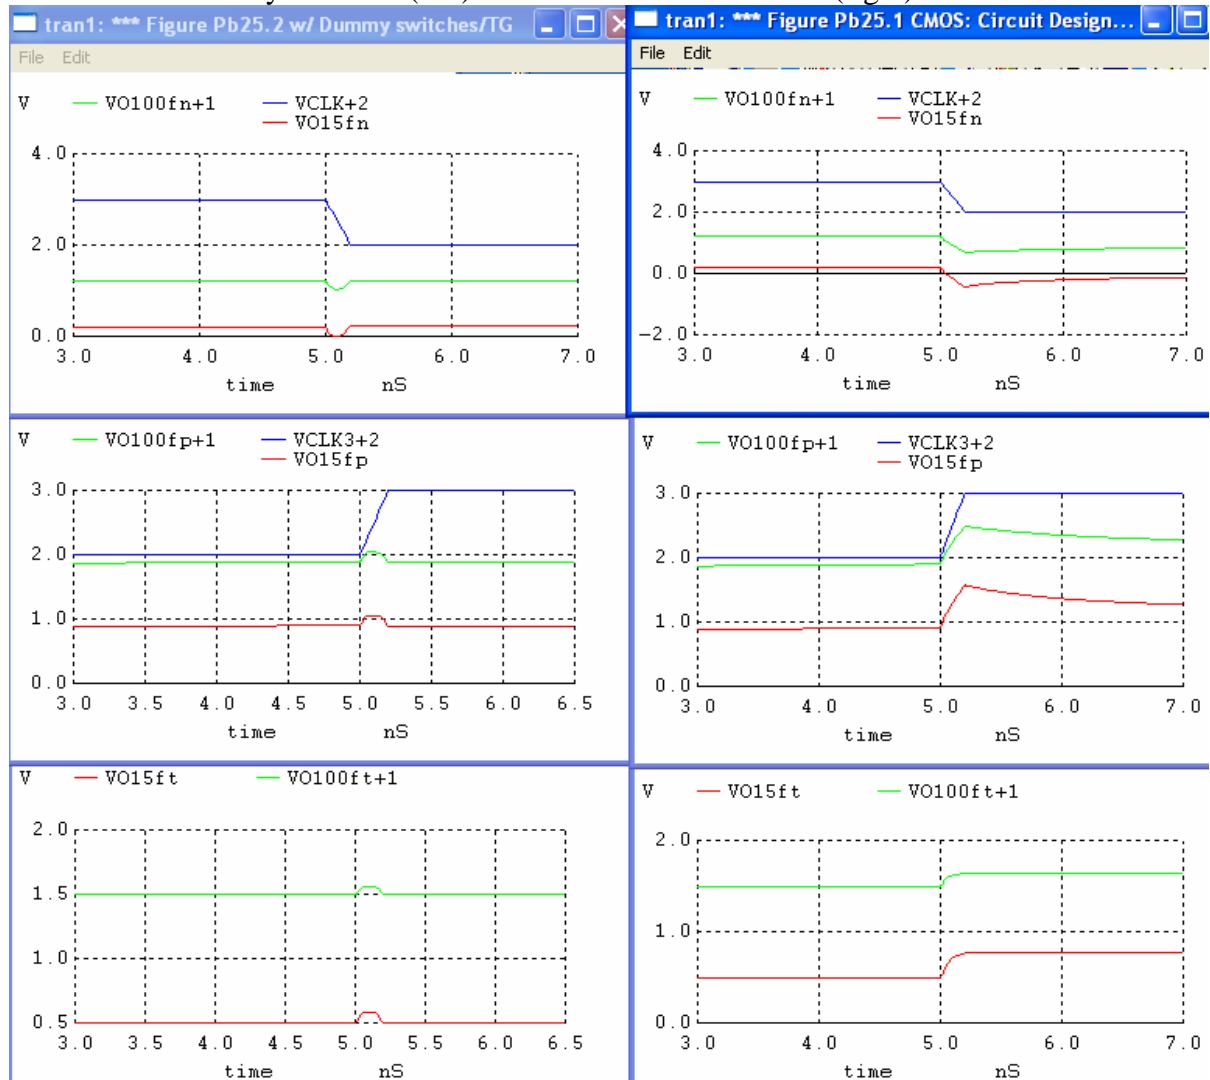 tran1: *** Figure Pb25.2 w/ Dummy switches/TG
File Edit
V VO100fn+1 VCLK+2
VO15fn
4.0
2.0
0.0
3.0 4.0 5.0 6.0 7.0
time nS
V VO100fp+1 VCLK3+2
VO15fp
3.0
2.0
1.0
0.0
3.0 3.5 4.0 4.5 5.0 5.5 6.0 6.5
time nS
V VO15ft VO100ft+1
2.0
1.5
1.0
0.5
3.0 3.5 4.0 4.5 5.0 5.5 6.0 6.5
time nS
tran1: *** Figure Pb25.1 CMOS: Circuit Design...
File Edit
V VO100fn+1 VCLK+2
VO15fn
4.0
2.0
0.0
-2.0
3.0 4.0 5.0 6.0 7.0
time nS
V VO100fp+1 VCLK3+2
VO15fp
3.0
2.0
1.0
0.0
3.0 4.0 5.0 6.0 7.0
time nS
V VO15ft VO100ft+1
2.0
1.0
0.0
3.0 4.0 5.0 6.0 7.0
time nS